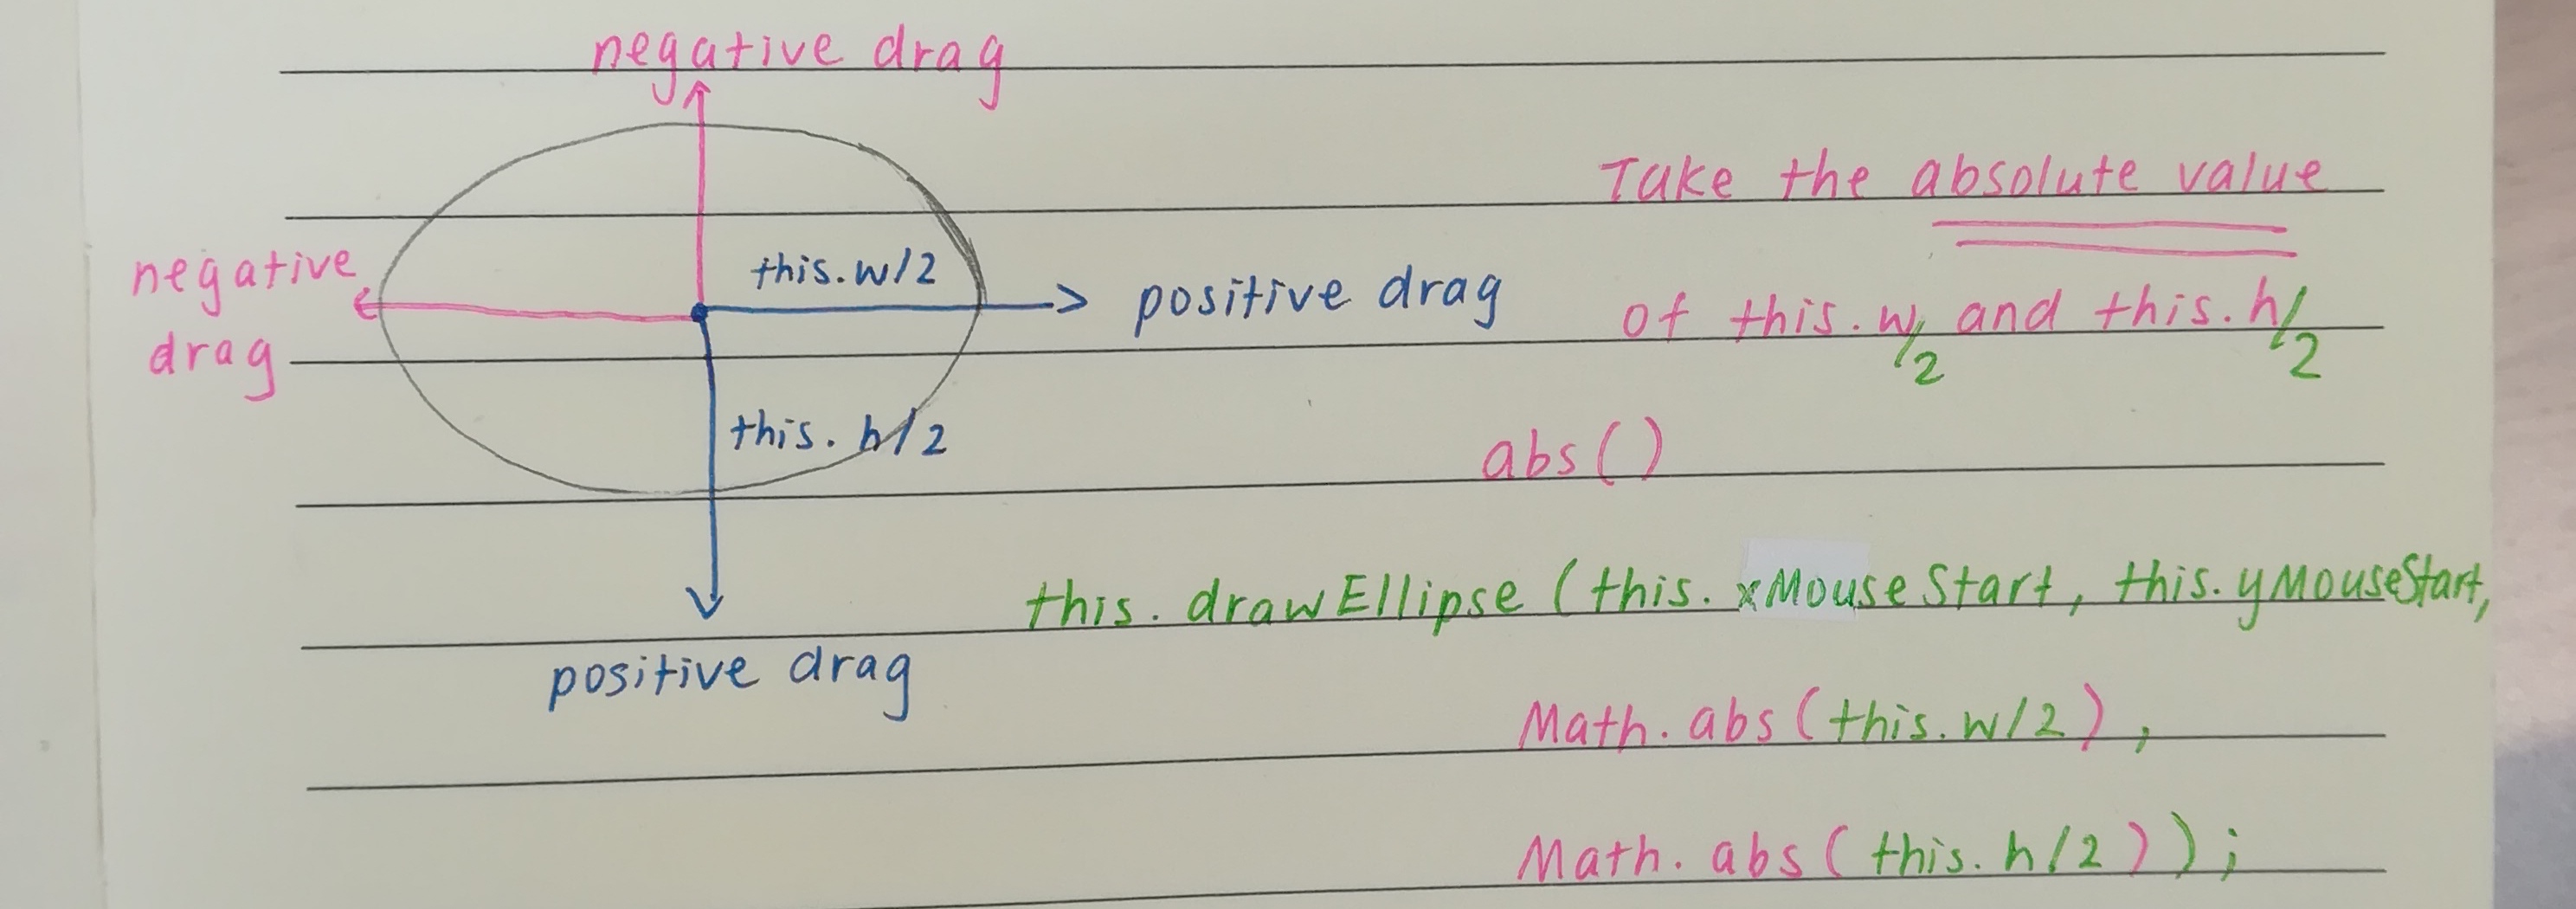 negative drag
negative
drag
this.w/2
positive drag
this.h/2
positive drag
Take the absolute value
of this.w/2 and this.h/2
abs()
this.drawEllipse (this.xMouseStart, this.yMouseStart,
Math.abs(this.w/2),
Math.abs(this.h/2));